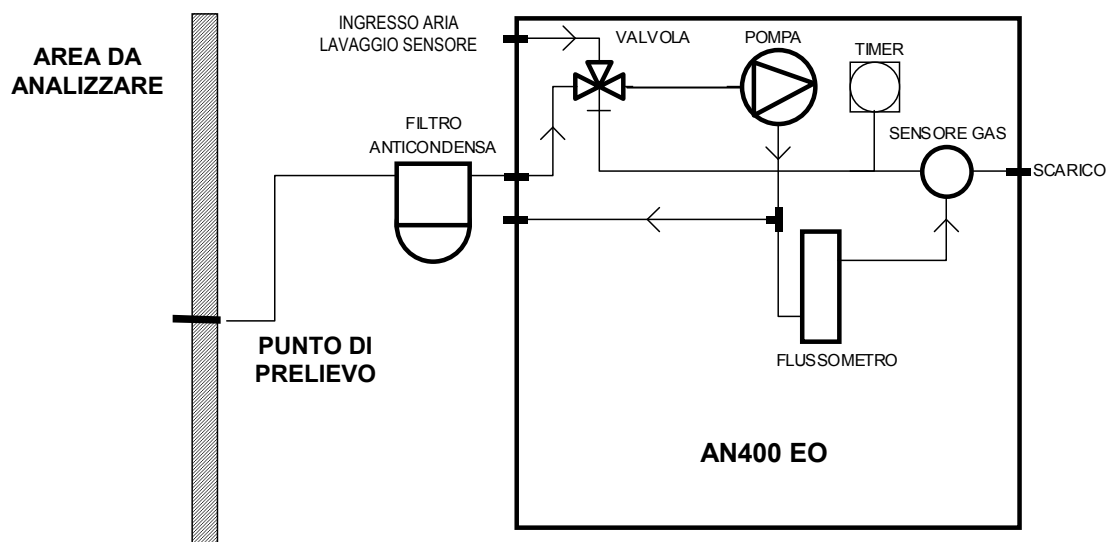 AREA DA
ANALIZZARE
INGRESSO ARIA
LAVAGGIO SENSORE
VALVOLA
POMPA
TIMER
FILTRO
ANTICONDENSA
SENSORE GAS
SCARICO
PUNTO DI
PRELIEVO
FLUSSOMETRO
AN400 EO